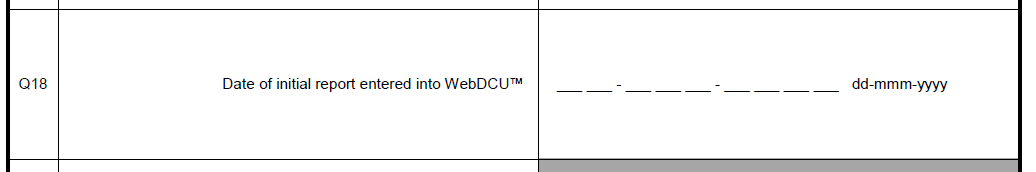 Q18 Date of initial report entered into WebDCU™ ___ ___ - ___ ___ ___ - ___ ___ ___ ___ dd-mmm-yyyy